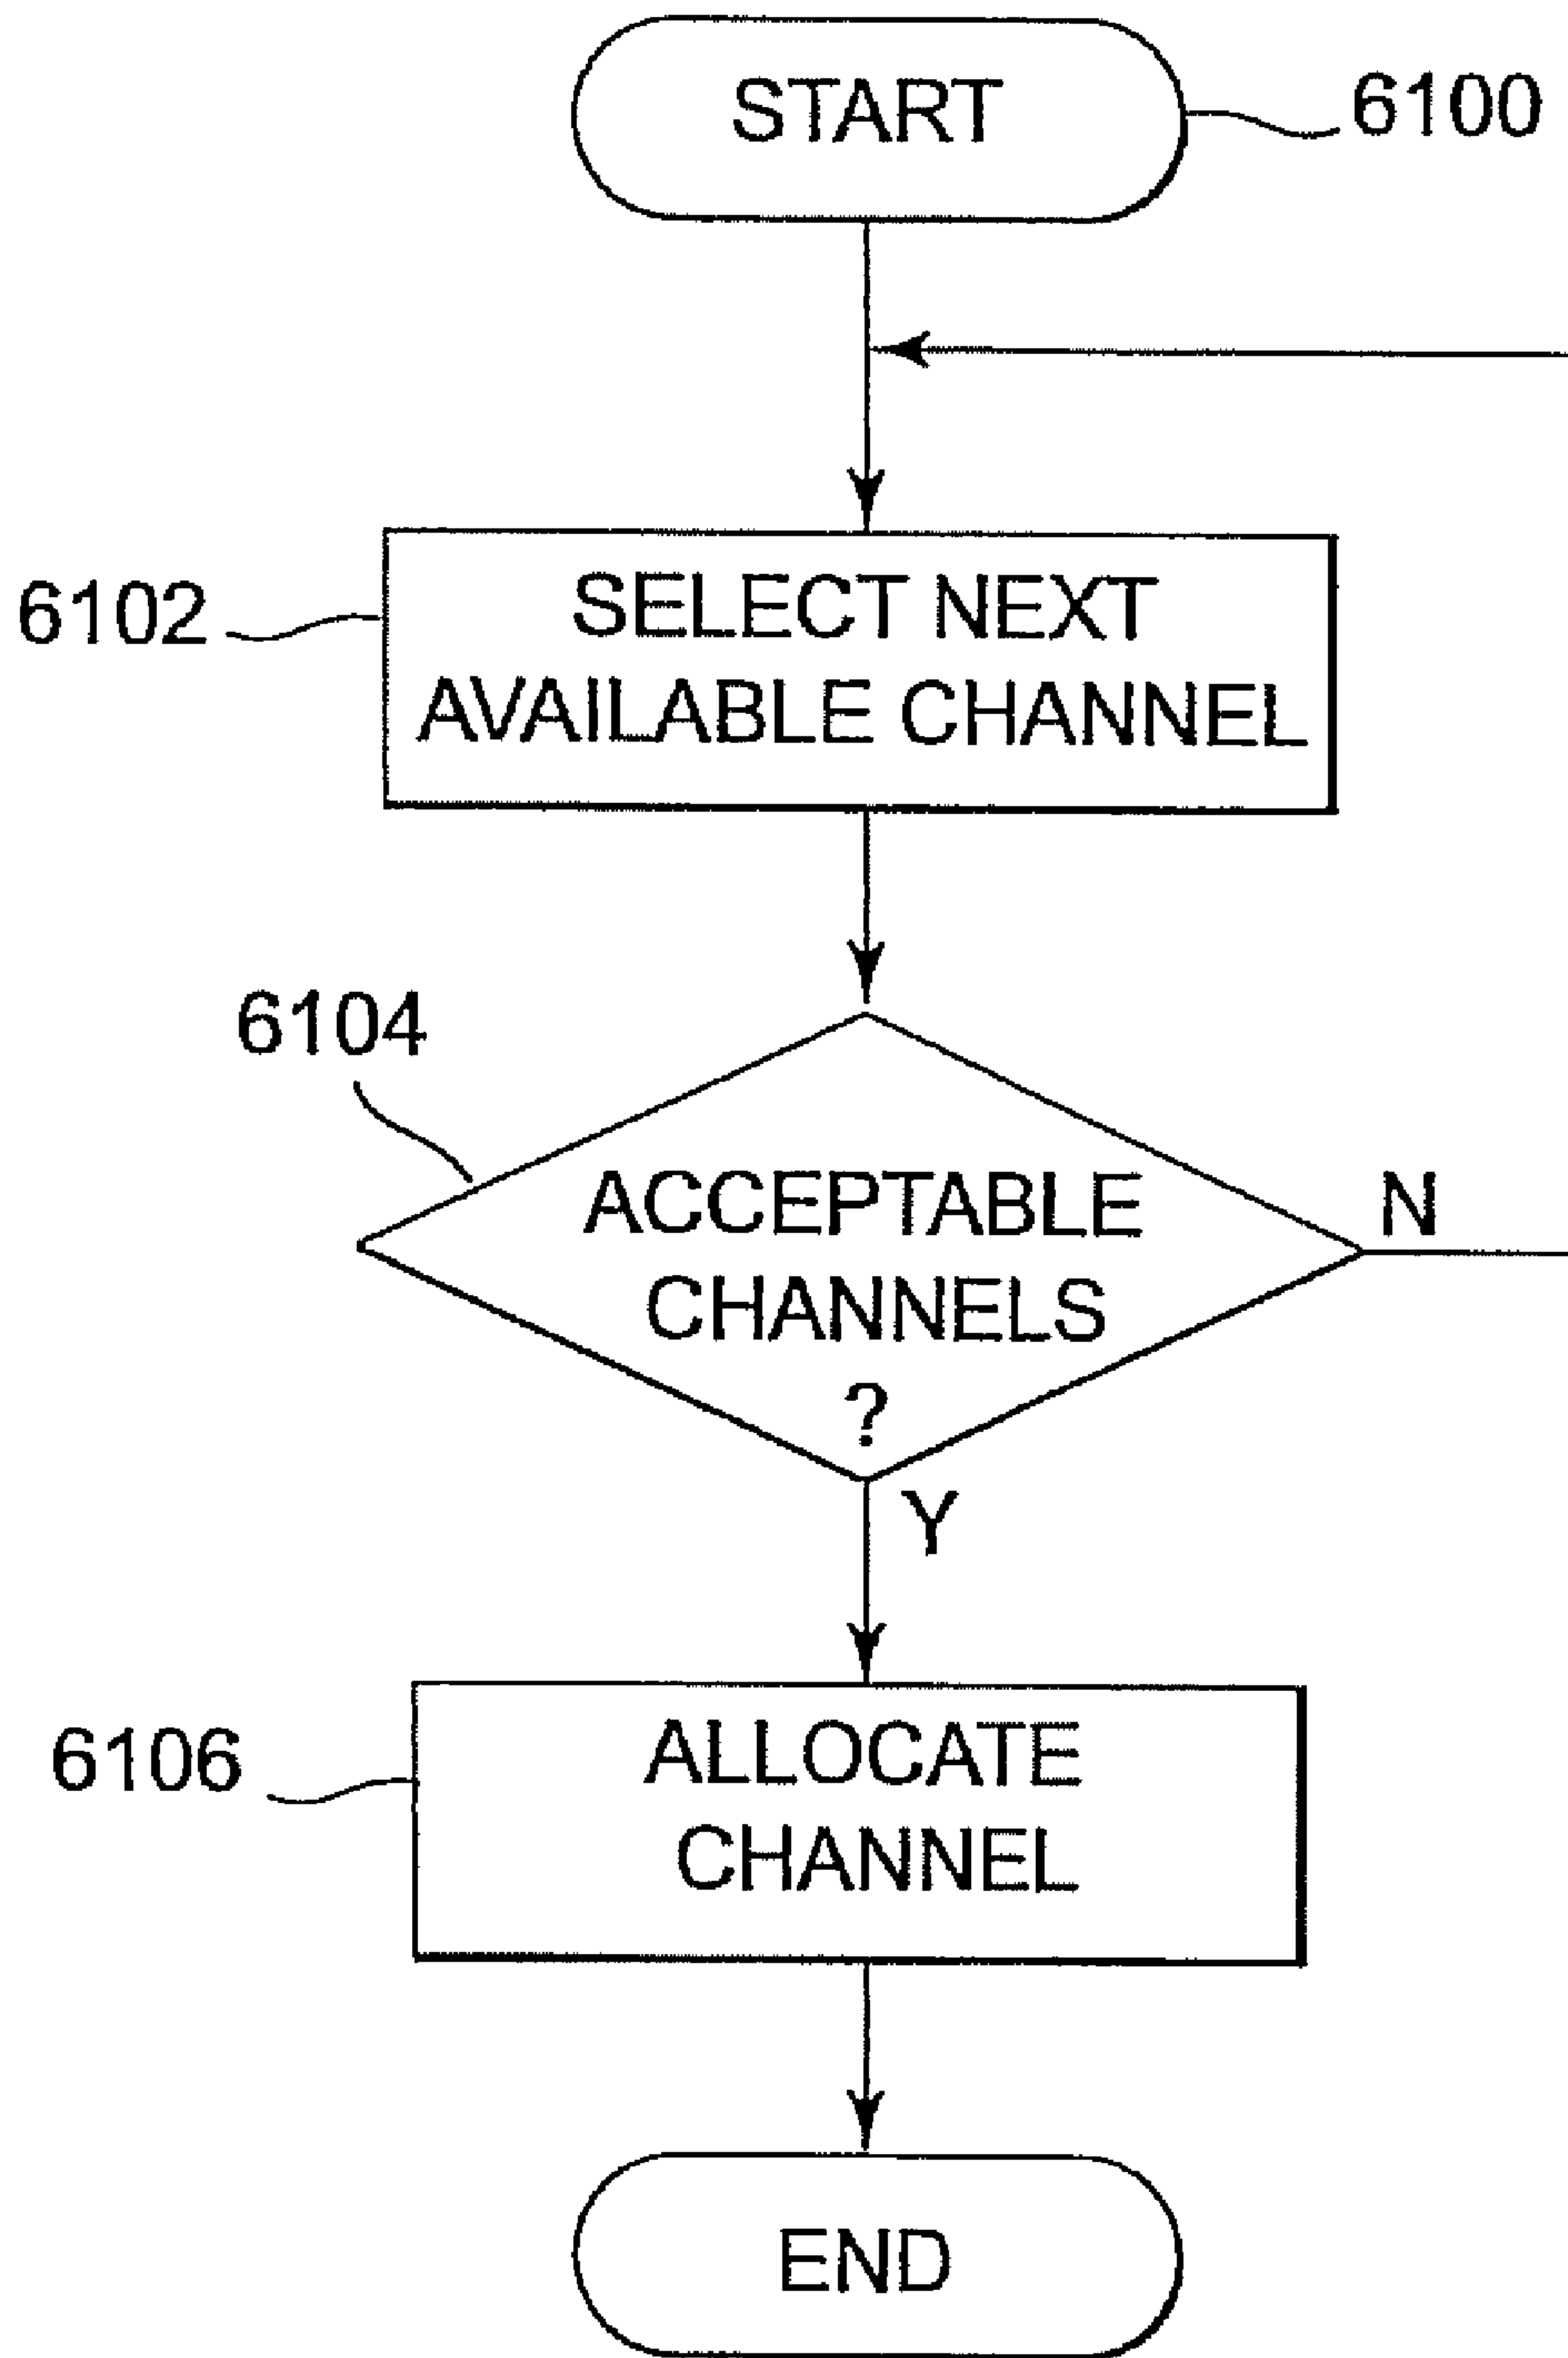 START
6100
6102
SELECT NEXT
AVAILABLE CHANNEL
6104
ACCEPTABLE
CHANNELS
?
N
Y
6106
ALLOCATE
CHANNEL
END